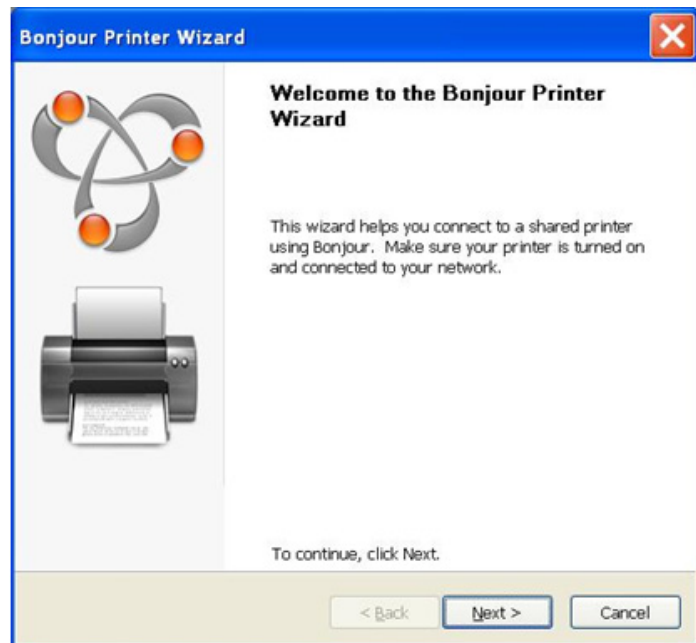 Bonjour Printer Wizard
Welcome to the Bonjour Printer
Wizard
This wizard helps you connect to a shared printer
using Bonjour. Make sure your printer is turned on
and connected to your network.
To continue, click Next.
< Back
Next >
Cancel